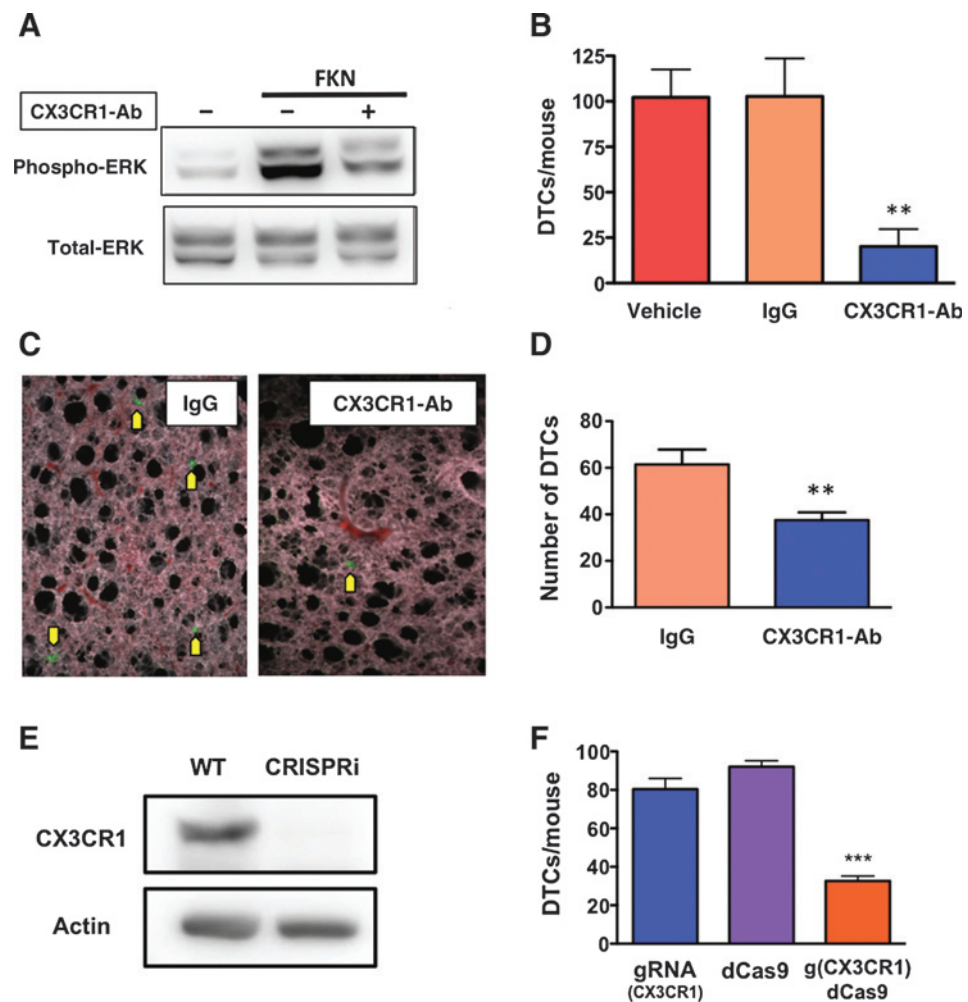 A
FKN
CX3CR1-Ab – – +
Phospho-ERK
Total-ERK
B
DTCs/mouse
125
100
75
50
25
0
**
Vehicle IgG CX3CR1-Ab
C
IgG
CX3CR1-Ab
D
Number of DTCs
80
60
40
20
0
**
IgG CX3CR1-Ab
E
WT CRISPRi
CX3CR1
Actin
F
DTCs/mouse
100
80
60
40
20
0
***
gRNA dCas9 g(CX3CR1)
(CX3CR1) dCas9